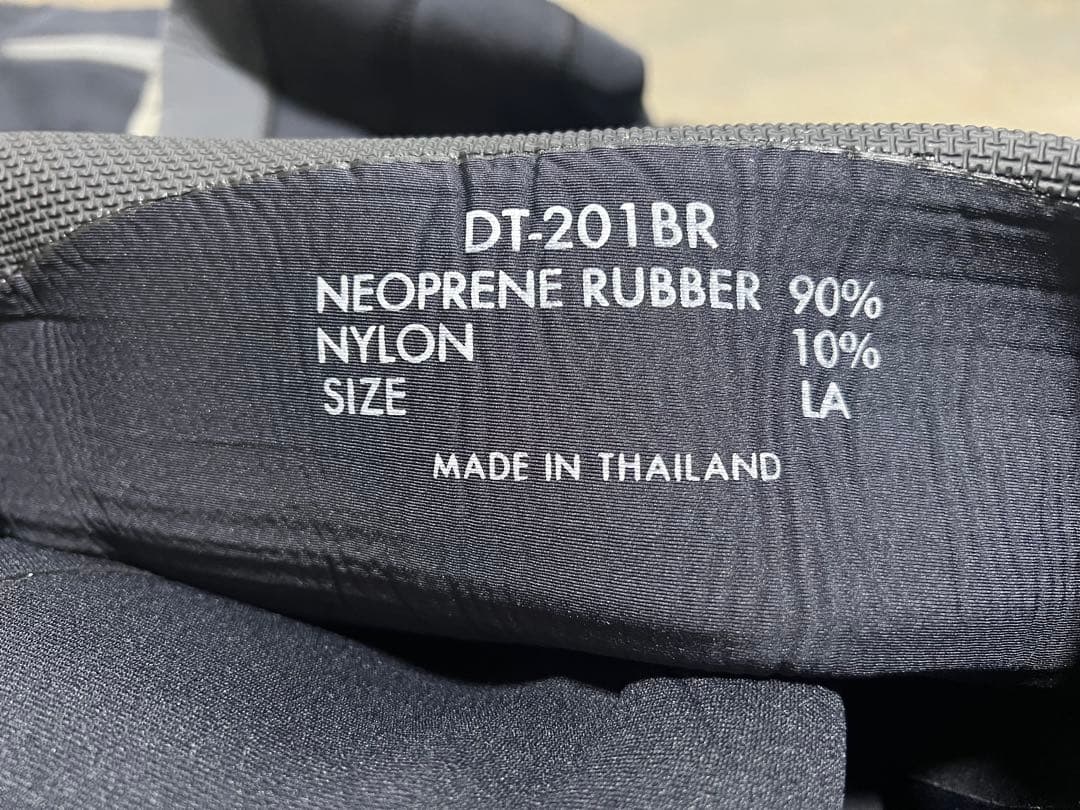 DT-201BR
NEOPRENE RUBBER 90%
NYLON 10%
SIZE LA
MADE IN THAILAND